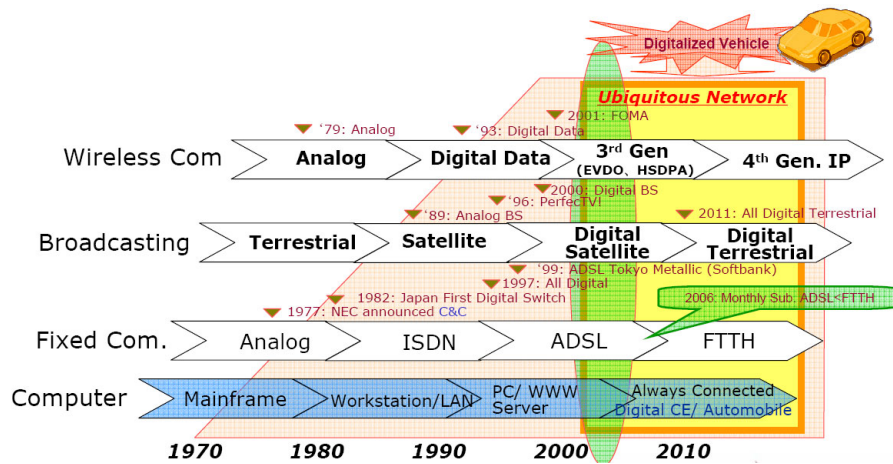 Digitalized Vehicle
Ubiquitous Network
2001: FOMA
‘79: Analog
‘93: Digital Data
Wireless Com
Analog
Digital Data
3rd Gen
(EVDO、HSDPA)
4th Gen. IP
2000: Digital BS
‘96: PerfecTV!
‘89: Analog BS
2011: All Digital Terrestrial
Broadcasting
Terrestrial
Satellite
Digital
Satellite
Digital
Terrestrial
‘99: ADSL Tokyo Metallic (Softbank)
1997: All Digital
1982: Japan First Digital Switch
2006: Monthly Sub. ADSL<FTTH
1977: NEC announced C&C
Fixed Com.
Analog
ISDN
ADSL
FTTH
Computer
Mainframe
Workstation/LAN
PC/ WWW
Server
Always Connected
Digital CE/ Automobile
1970
1980
1990
2000
2010